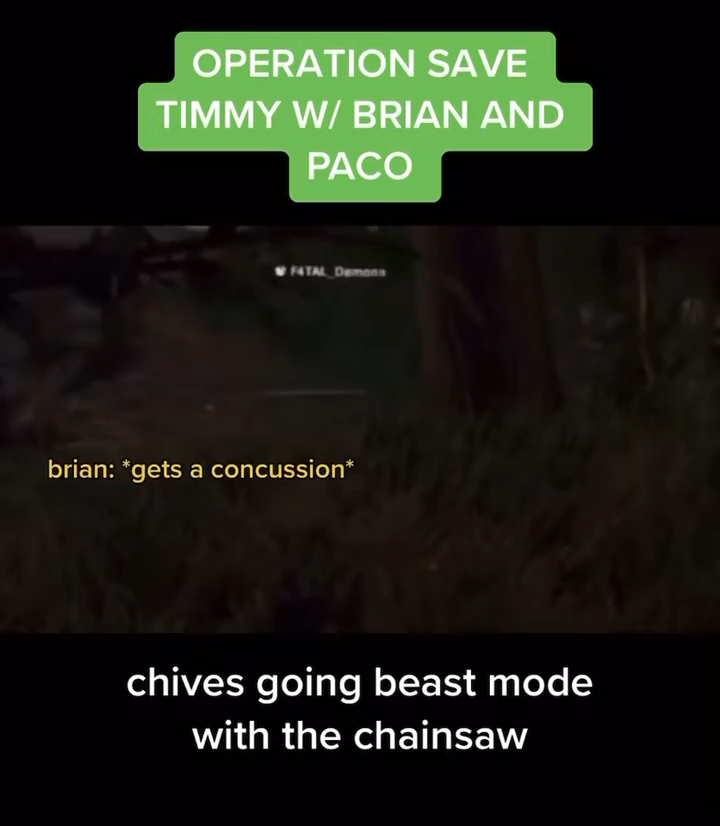 OPERATION SAVE
TIMMY W/ BRIAN AND
PACO
F4TAL_Demons
brian: *gets a concussion*
chives going beast mode
with the chainsaw